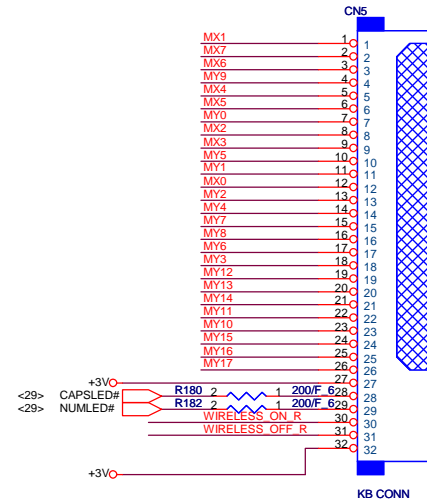 CN5
MX1 1 1
MX7 2 2
MX6 3 3
MY9 4 4
MX4 5 5
MX5 6 6
MY0 7 7
MX2 8 8
MX3 9 9
MY5 10 10
MY1 11 11
MX0 12 12
MY2 13 13
MY4 14 14
MY7 15 15
MY8 16 16
MY6 17 17
MY3 18 18
MY12 19 19
MY13 20 20
MY14 21 21
MY11 22 22
MY10 23 23
MY15 24 24
MY16 25 25
MY17 26 26
+3V 27 27
<29> CAPSLED# R180 2 1 200/F_6 28 28
<29> NUMLED# R182 2 1 200/F_6 29 29
WIRELESS_ON_R 30 30
WIRELESS_OFF_R 31 31
32 32
+3V
KB CONN